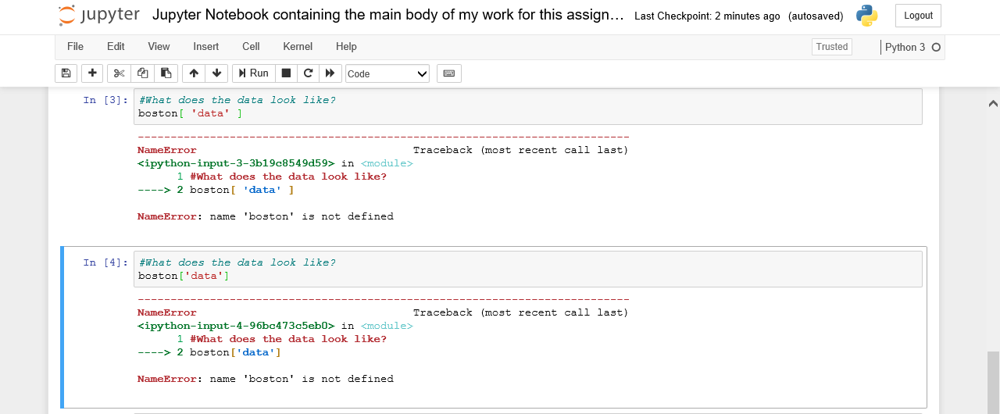 jupyter Jupyter Notebook containing the main body of my work for this assign... Last Checkpoint: 2 minutes ago (autosaved) Logout
File Edit View Insert Cell Kernel Help Trusted Python 3
Run Code
In [3]: #What does the data look like?
boston[ 'data' ]
---------------------------------------------------------------------------
NameError Traceback (most recent call last)
<ipython-input-3-3b19c8549d59> in <module>
1 #What does the data look like?
----> 2 boston[ 'data' ]
NameError: name 'boston' is not defined
In [4]: #What does the data look like?
boston['data']
---------------------------------------------------------------------------
NameError Traceback (most recent call last)
<ipython-input-4-96bc473c5eb0> in <module>
1 #What does the data look like?
----> 2 boston['data']
NameError: name 'boston' is not defined